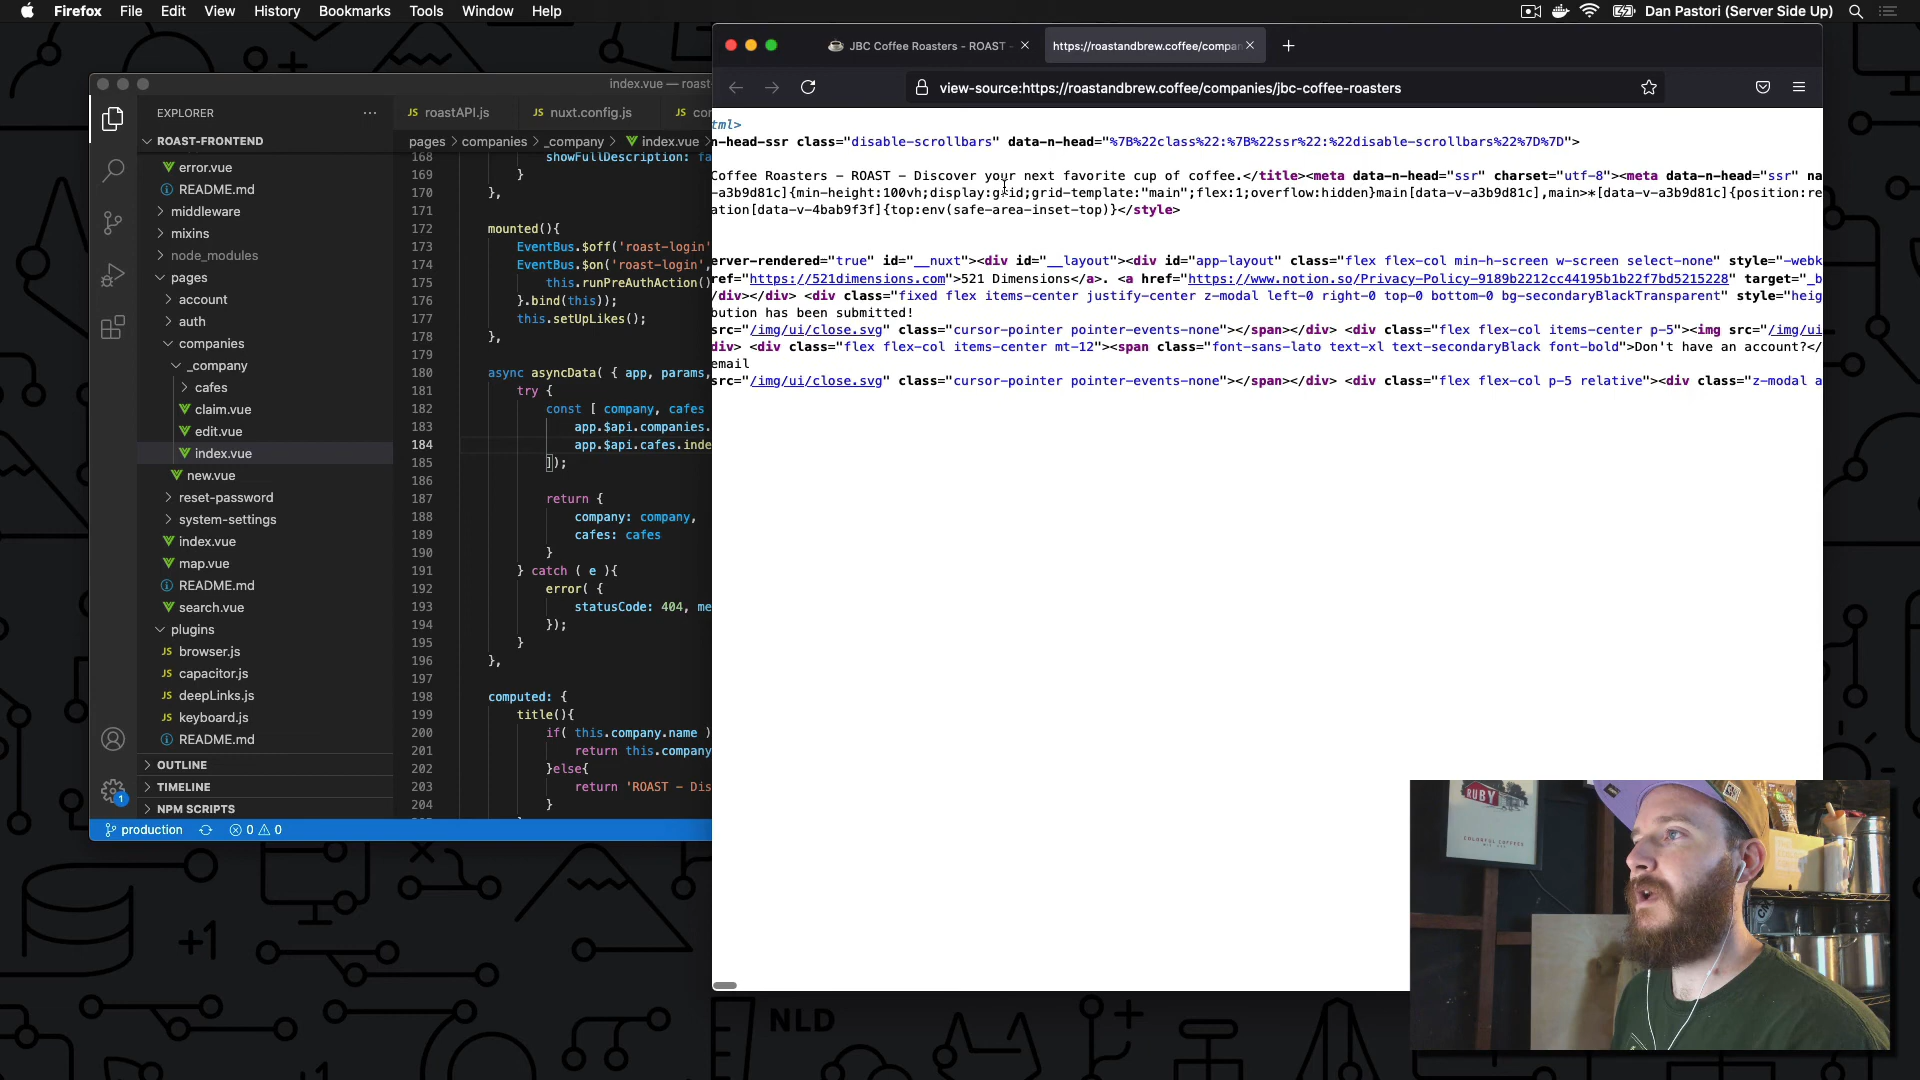 Firefox File Edit View History Bookmarks Tools Window Help
Dan Pastori (Server Side Up)
index.vue — roast-
EXPLORER
ROAST-FRONTEND
error.vue
README.md
middleware
mixins
node_modules
pages
account
auth
companies
_company
cafes
claim.vue
edit.vue
index.vue
new.vue
reset-password
system-settings
index.vue
map.vue
README.md
search.vue
plugins
browser.js
capacitor.js
deepLinks.js
keyboard.js
README.md
OUTLINE
TIMELINE
NPM SCRIPTS
1
production 0 0
JS roastAPI.js JS nuxt.config.js JS co
pages > companies > _company > index.vue >
168 showFullDescription: fa
169 }
170 },
171
172 mounted(){
173 EventBus.$off('roast-login'
174 EventBus.$on('roast-login',
175 this.runPreAuthAction()
176 }.bind(this));
177 this.setUpLikes();
178 },
179
180 async asyncData( { app, params,
181 try {
182 const [ company, cafes
183 app.$api.companies.
184 app.$api.cafes.inde
185 ]);
186
187 return {
188 company: company,
189 cafes: cafes
190 }
191 } catch ( e ){
192 error( {
193 statusCode: 404, me
194 });
195 }
196 },
197
198 computed: {
199 title(){
200 if( this.company.name )
201 return this.company
202 }else{
203 return 'ROAST – Dis
204 }
JBC Coffee Roasters - ROAST -
https://roastandbrew.coffee/compan
view-source:https://roastandbrew.coffee/companies/jbc-coffee-roasters
tml>
n-head-ssr class="disable-scrollbars" data-n-head="%7B%22class%22:%7B%22ssr%22:%22disable-scrollbars%22%7D%7D">
Coffee Roasters – ROAST – Discover your next favorite cup of coffee.</title><meta data-n-head="ssr" charset="utf-8"><meta data-n-head="ssr" na
-a3b9d81c]{min-height:100vh;display:grid;grid-template:"main";flex:1;overflow:hidden}main[data-v-a3b9d81c],main>*[data-v-a3b9d81c]{position:re
ation[data-v-4bab9f3f]{top:env(safe-area-inset-top)}</style>
erver-rendered="true" id="__nuxt"><div id="__layout"><div id="app-layout" class="flex flex-col min-h-screen w-screen select-none" style="-webk
ref="https://521dimensions.com">521 Dimensions</a>. <a href="https://www.notion.so/Privacy-Policy-9189b2212cc44195b1b22f7bd5215228" target="_b
/div></div> <div class="fixed flex items-center justify-center z-modal left-0 right-0 top-0 bottom-0 bg-secondaryBlackTransparent" style="heig
bution has been submitted!
src="/img/ui/close.svg" class="cursor-pointer pointer-events-none"></span></div> <div class="flex flex-col items-center p-5"><img src="/img/ui
div> <div class="flex flex-col items-center mt-12"><span class="font-sans-lato text-xl text-secondaryBlack font-bold">Don't have an account?</
email
src="/img/ui/close.svg" class="cursor-pointer pointer-events-none"></span></div> <div class="flex flex-col p-5 relative"><div class="z-modal a
+1
NLD
RUBY
COLORFUL COFFEES